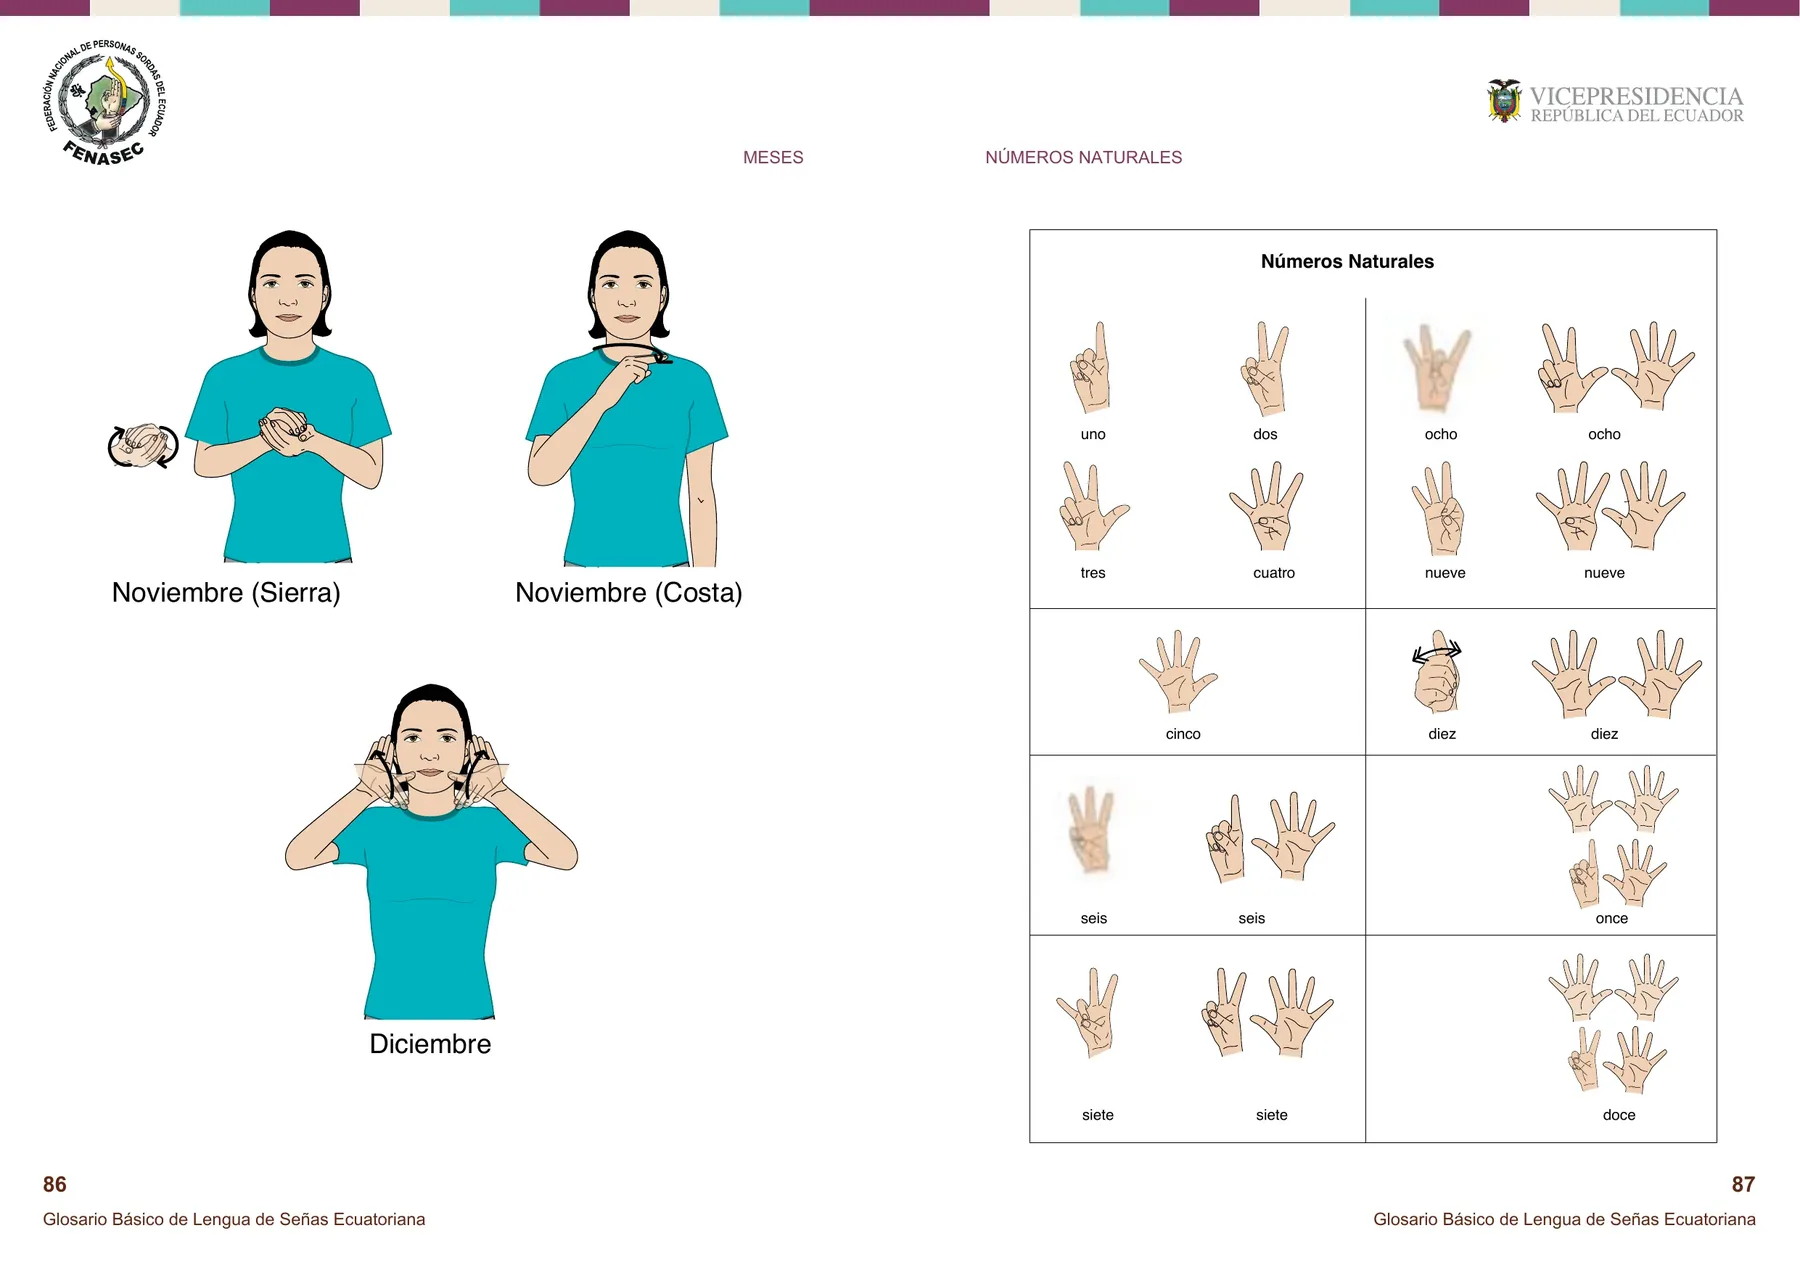 FEDERACIÓN NACIONAL DE PERSONAS SORDAS DEL ECUADOR
FENASEC
VICEPRESIDENCIA
REPÚBLICA DEL ECUADOR
MESES
NÚMEROS NATURALES
Noviembre (Sierra)
Noviembre (Costa)
Diciembre
Números Naturales
uno
dos
ocho
ocho
tres
cuatro
nueve
nueve
cinco
diez
diez
seis
seis
once
siete
siete
doce
86
Glosario Básico de Lengua de Señas Ecuatoriana
87
Glosario Básico de Lengua de Señas Ecuatoriana